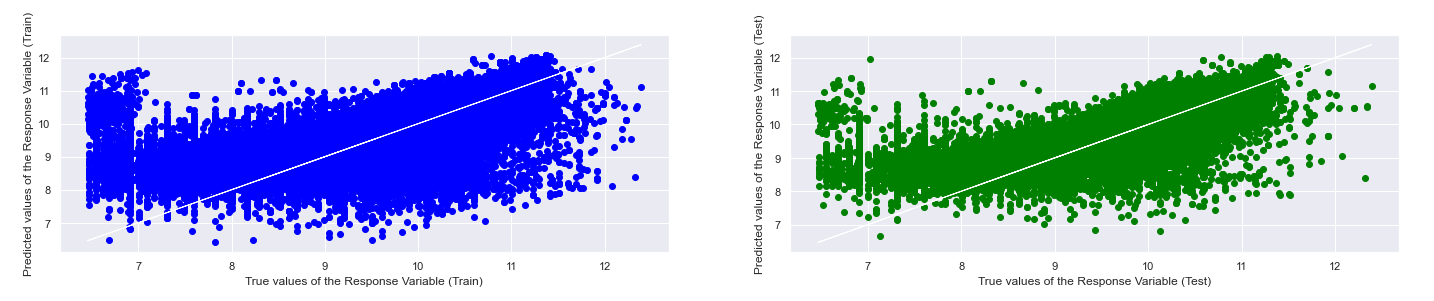 Predicted values of the Response Variable (Train)
12
11
10
9
8
7
7 8 9 10 11 12
True values of the Response Variable (Train)
Predicted values of the Response Variable (Test)
12
11
10
9
8
7
7 8 9 10 11 12
True values of the Response Variable (Test)